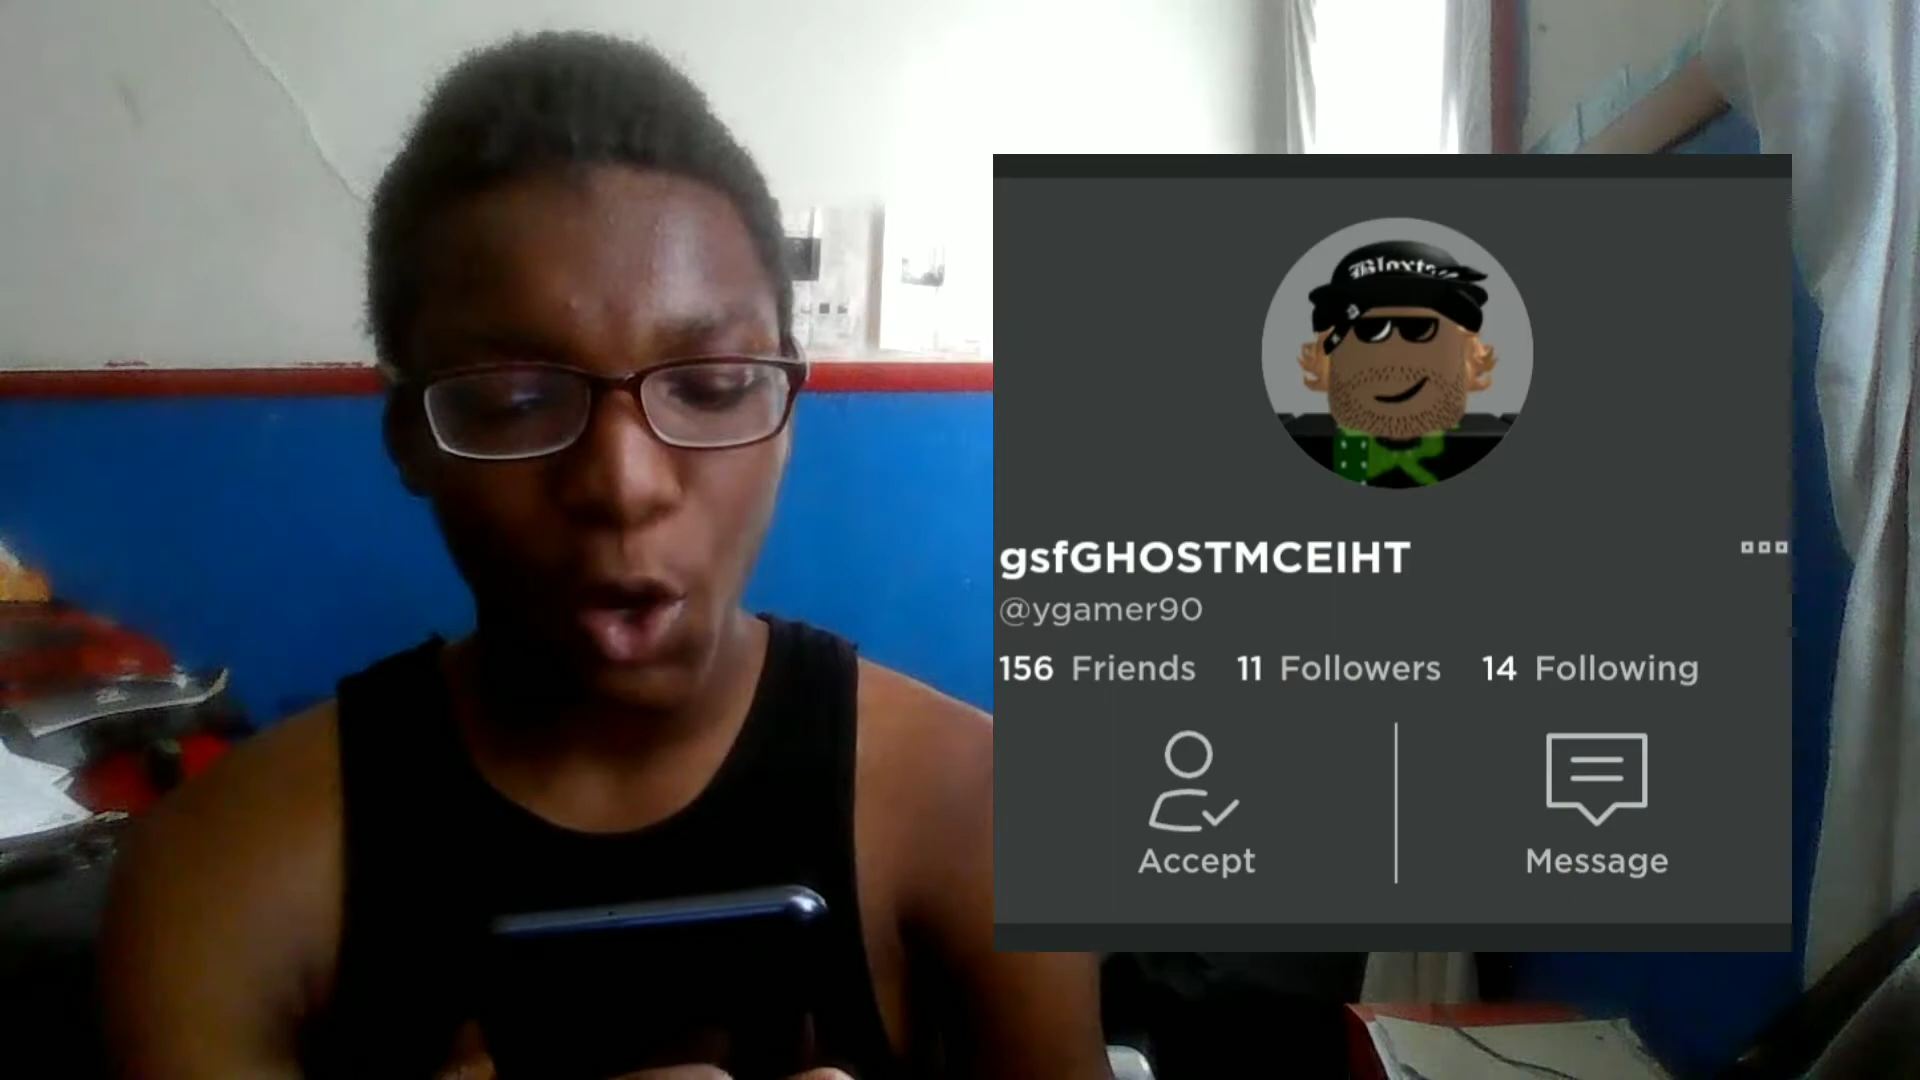 gsfGHOSTMCEIHT
@ygamer90
156 Friends 11 Followers 14 Following
Accept
Message